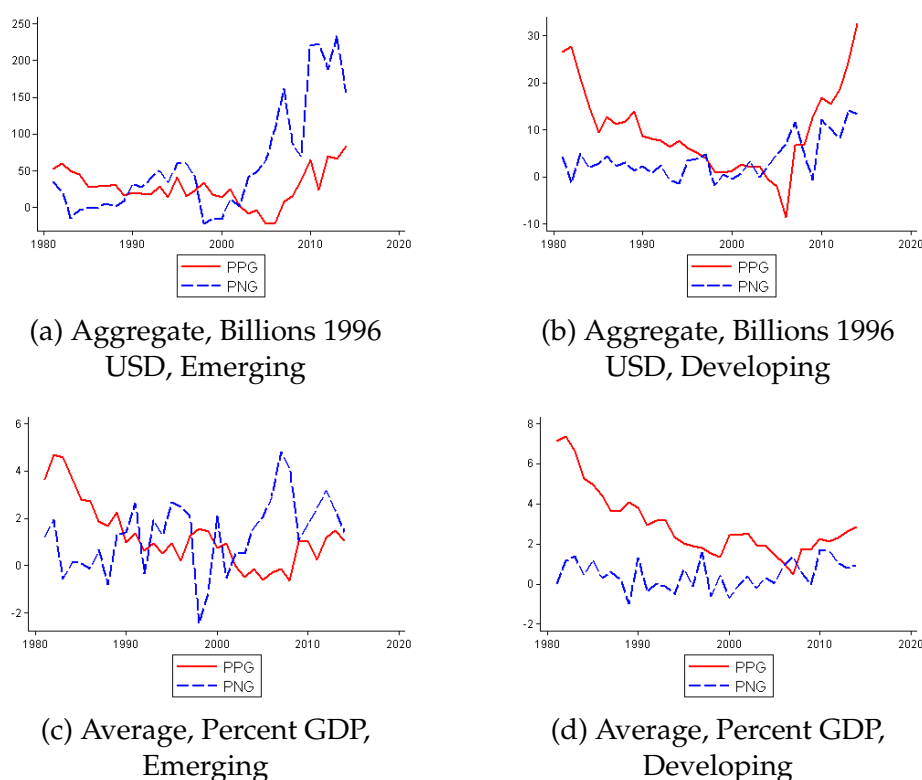 250
200
150
100
50
0
1980 1990 2000 2010 2020
PPG
PNG
(a) Aggregate, Billions 1996
USD, Emerging
30
20
10
0
-10
1980 1990 2000 2010 2020
PPG
PNG
(b) Aggregate, Billions 1996
USD, Developing
6
4
2
0
-2
1980 1990 2000 2010 2020
PPG
PNG
(c) Average, Percent GDP,
Emerging
8
6
4
2
0
-2
1980 1990 2000 2010 2020
PPG
PNG
(d) Average, Percent GDP,
Developing